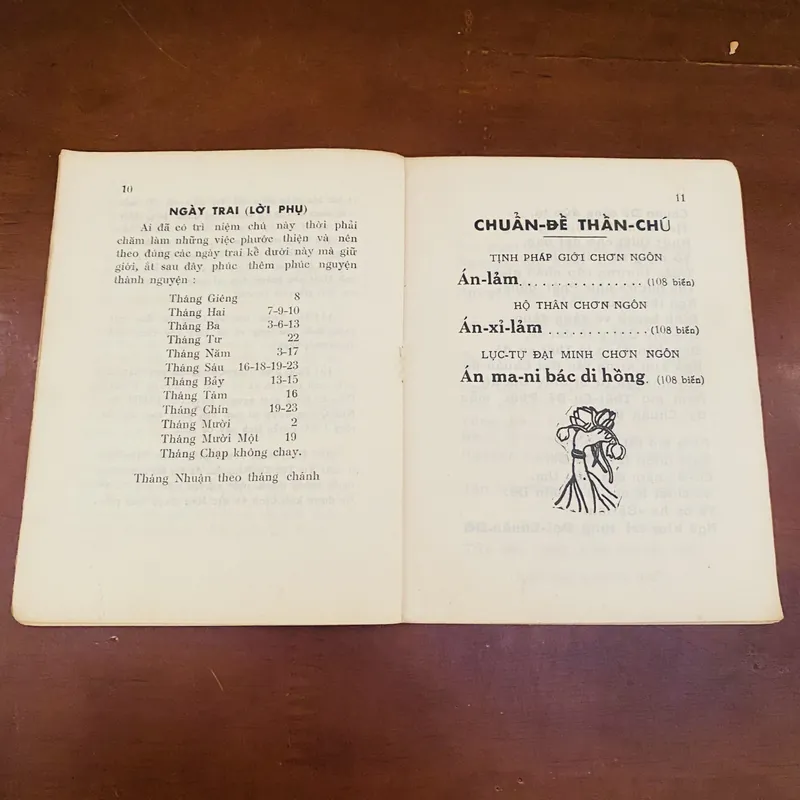 10
NGÀY TRAI (LỜI PHỤ)
Ai đã có trì niệm chú này thời phải
chăm làm những việc phước thiện và nên
theo đúng các ngày trai kể dưới này mà giữ
giới, ắt sau đây phúc thêm phúc nguyện
thành nguyện :
Tháng Giêng 8
Tháng Hai 7-9-10
Tháng Ba 3-6-13
Tháng Tư 22
Tháng Năm 3-17
Tháng Sáu 16-18-19-23
Tháng Bẩy 13-15
Tháng Tám 16
Tháng Chín 19-23
Tháng Mười 2
Tháng Mười Một 19
Tháng Chạp không chay.
Tháng Nhuận theo tháng chánh
11
CHUẨN-ĐỀ THẦN-CHÚ
TỊNH PHÁP GIỚI CHƠN NGÔN
Án-lảm................(108 biến)
HỘ THÂN CHƠN NGÔN
Án-xỉ-lảm .............(108 biến)
LỤC-TỰ ĐẠI MINH CHƠN NGÔN
Án ma-ni bác di hồng. (108 biến)